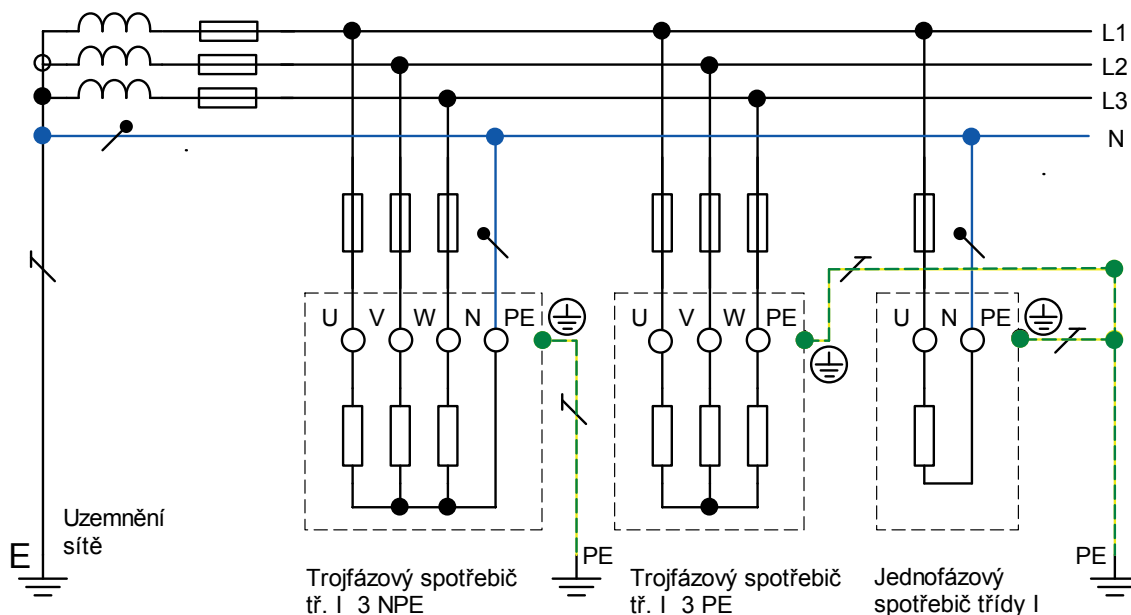 L1
L2
L3
N
U V W N PE
U V W PE
U N PE
Uzemnění
sítě
E
PE
PE
Trojfázový spotřebič
tř. I 3 NPE
Trojfázový spotřebič
tř. I 3 PE
Jednofázový
spotřebič třídy I